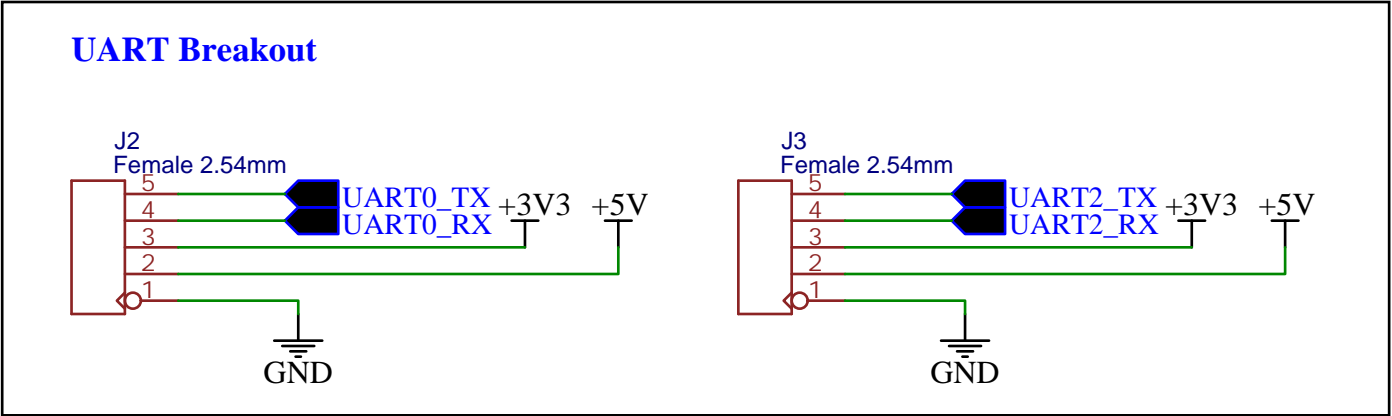 UART Breakout
J2
Female 2.54mm
5
UART0_TX
4
UART0_RX
+3V3
+5V
3
2
1
GND
J3
Female 2.54mm
5
UART2_TX
4
UART2_RX
+3V3
+5V
3
2
1
GND